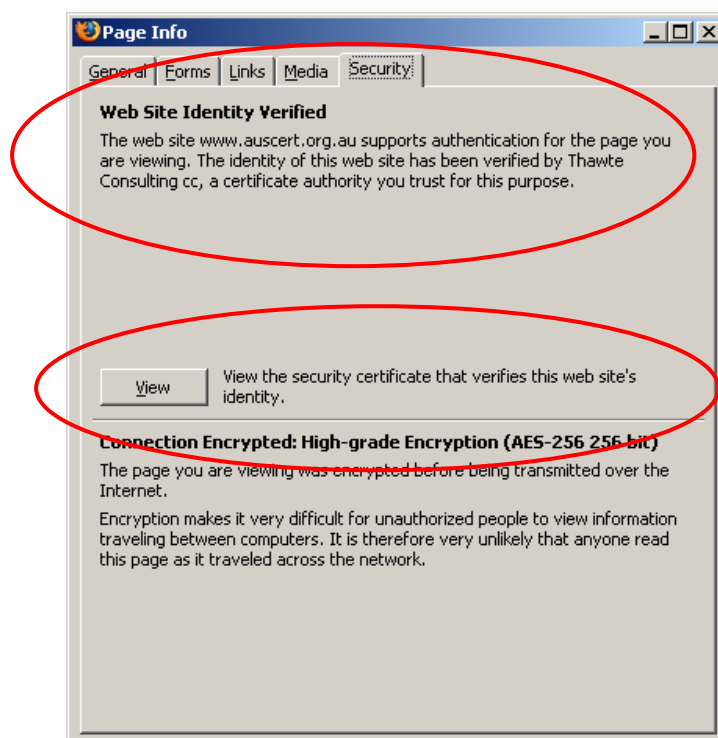 Page Info
General Forms Links Media Security
Web Site Identity Verified
The web site www.auscert.org.au supports authentication for the page you
are viewing. The identity of this web site has been verified by Thawte
Consulting cc, a certificate authority you trust for this purpose.
View
View the security certificate that verifies this web site's
identity.
Connection Encrypted: High-grade Encryption (AES-256 256 bit)
The page you are viewing was encrypted before being transmitted over the
Internet.
Encryption makes it very difficult for unauthorized people to view information
traveling between computers. It is therefore very unlikely that anyone read
this page as it traveled across the network.